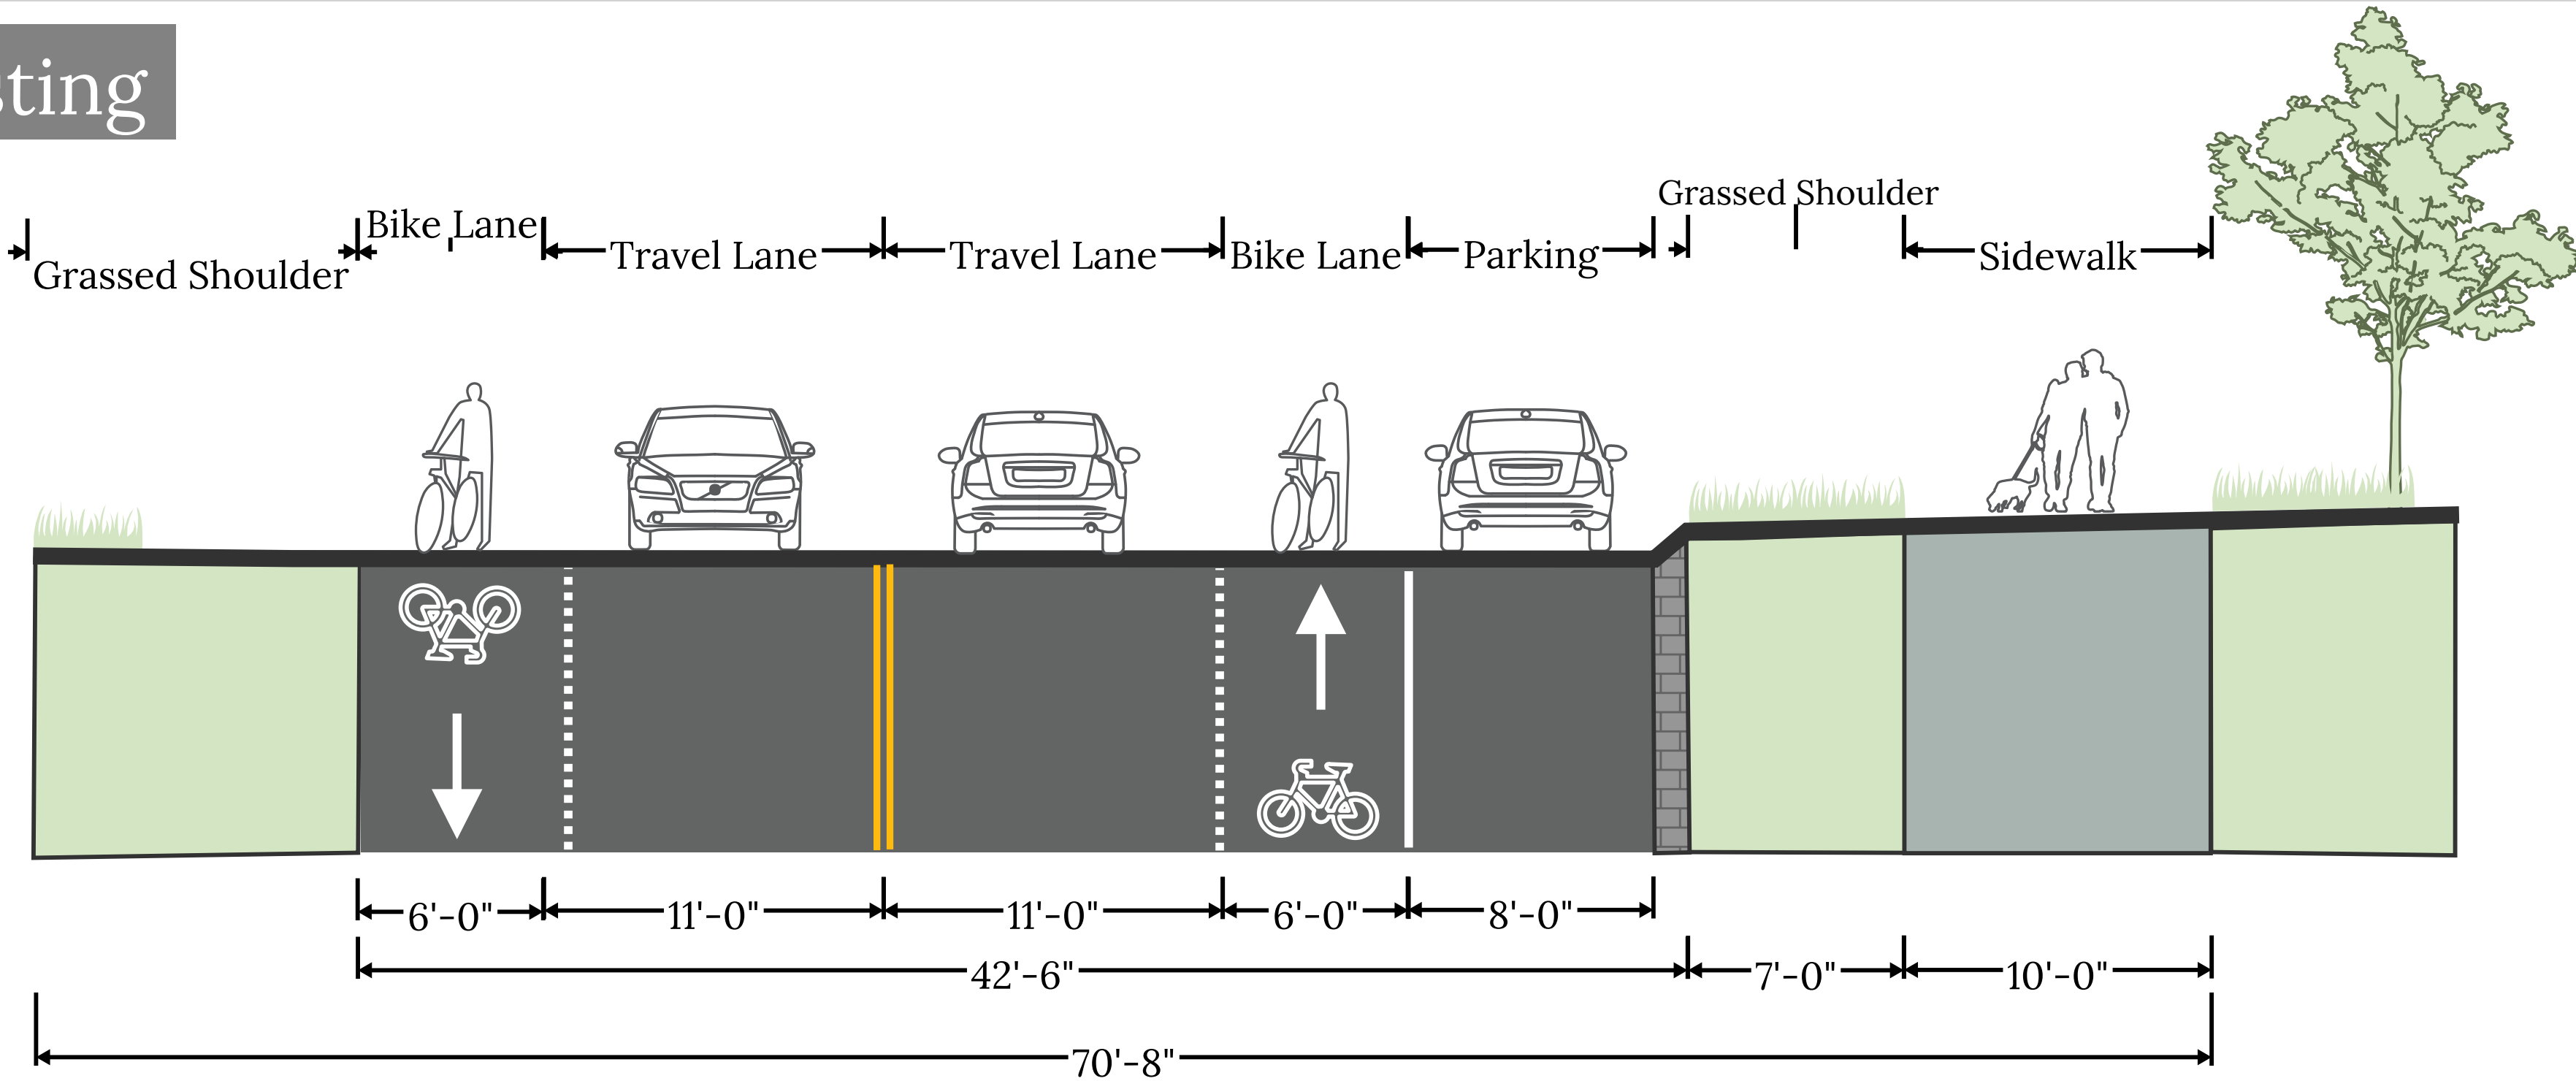 sting
Grassed Shoulder
Bike Lane
Travel Lane
Travel Lane
Bike Lane
Parking
Grassed Shoulder
Sidewalk
6'-0"
11'-0"
11'-0"
6'-0"
8'-0"
42'-6"
7'-0"
10'-0"
70'-8"